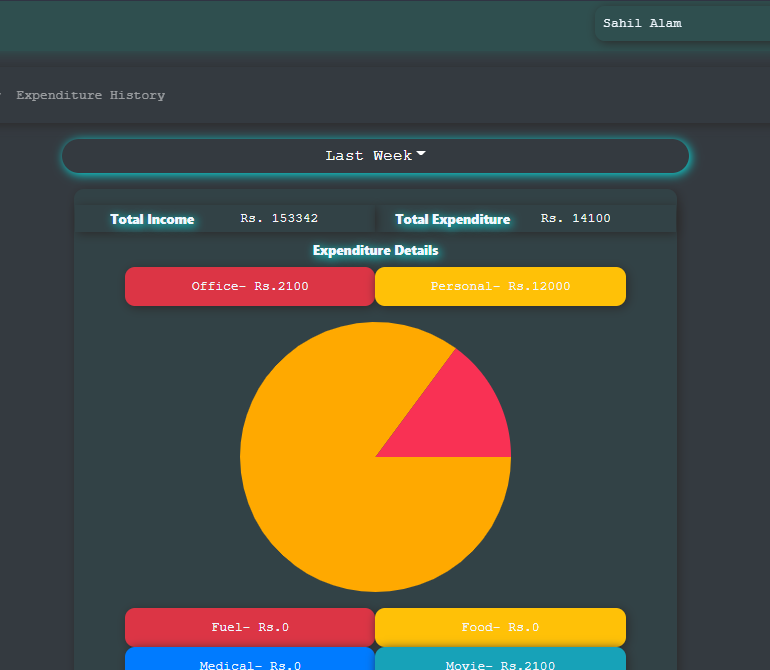 Sahil Alam
Expenditure History
Last Week
Total Income Rs. 153342 Total Expenditure Rs. 14100
Expenditure Details
Office- Rs.2100 Personal- Rs.12000
Fuel- Rs.0 Food- Rs.0
Medical- Rs.0 Movie- Rs.2100